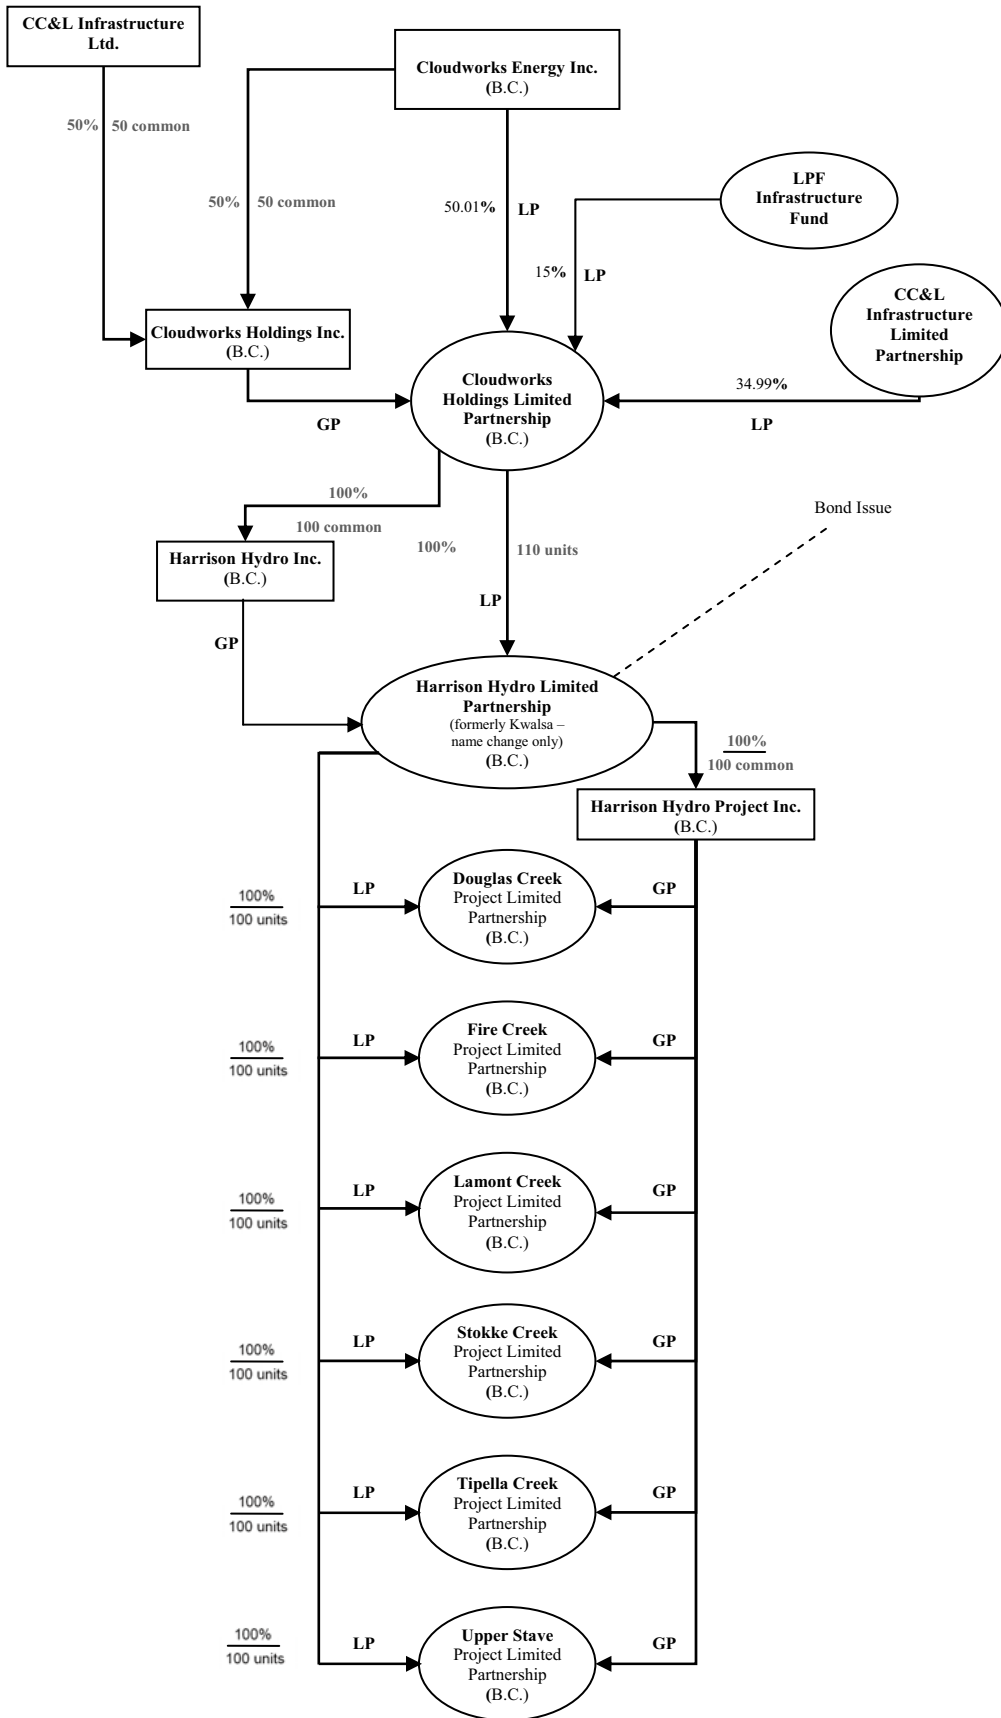 CC&L Infrastructure
Ltd.
Cloudworks Energy Inc.
(B.C.)
50% 50 common
50% 50 common
50.01% LP
LPF
Infrastructure
Fund
15% LP
CC&L
Infrastructure
Limited
Partnership
Cloudworks Holdings Inc.
(B.C.)
Cloudworks
Holdings Limited
Partnership
(B.C.)
34.99%
LP
GP
100%
100 common
100% 110 units
LP
Bond Issue
Harrison Hydro Inc.
(B.C.)
GP
Harrison Hydro Limited
Partnership
(formerly Kwalsa –
name change only)
(B.C.)
100%
100 common
Harrison Hydro Project Inc.
(B.C.)
100%
100 units
LP
Douglas Creek
Project Limited
Partnership
(B.C.)
GP
100%
100 units
LP
Fire Creek
Project Limited
Partnership
(B.C.)
GP
100%
100 units
LP
Lamont Creek
Project Limited
Partnership
(B.C.)
GP
100%
100 units
LP
Stokke Creek
Project Limited
Partnership
(B.C.)
GP
100%
100 units
LP
Tipella Creek
Project Limited
Partnership
(B.C.)
GP
100%
100 units
LP
Upper Stave
Project Limited
Partnership
(B.C.)
GP